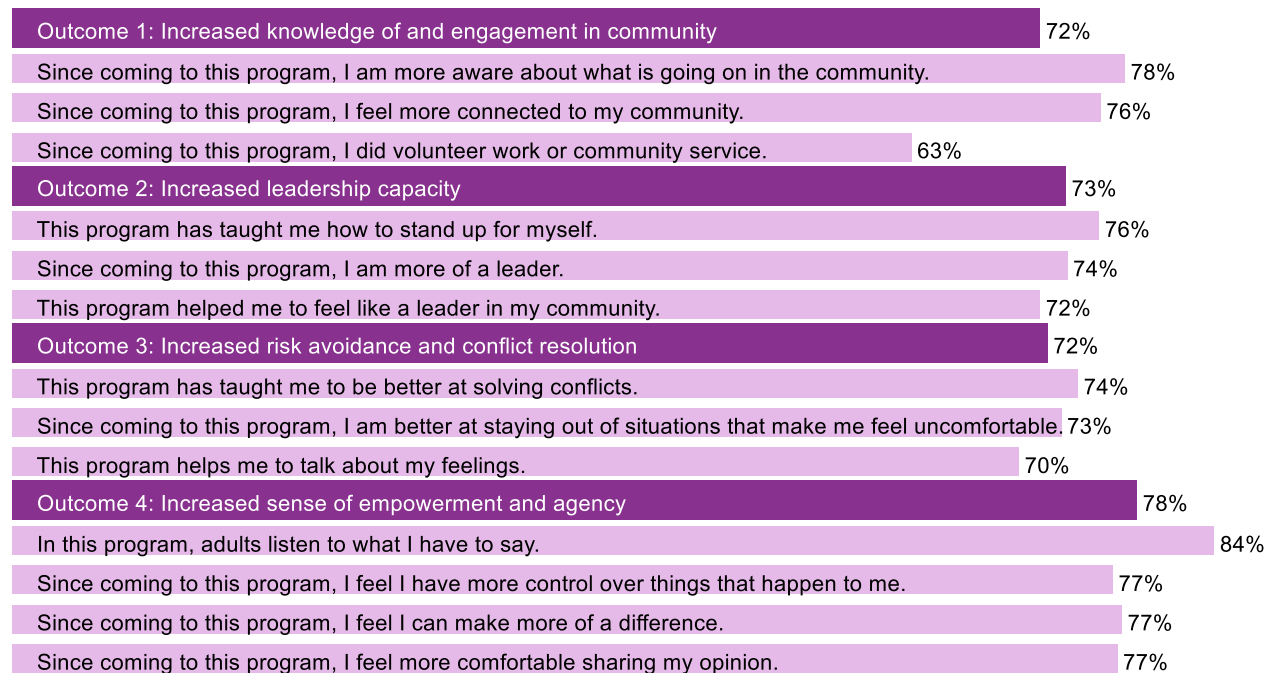 Outcome 1: Increased knowledge of and engagement in community 72%
Since coming to this program, I am more aware about what is going on in the community. 78%
Since coming to this program, I feel more connected to my community. 76%
Since coming to this program, I did volunteer work or community service. 63%
Outcome 2: Increased leadership capacity 73%
This program has taught me how to stand up for myself. 76%
Since coming to this program, I am more of a leader. 74%
This program helped me to feel like a leader in my community. 72%
Outcome 3: Increased risk avoidance and conflict resolution 72%
This program has taught me to be better at solving conflicts. 74%
Since coming to this program, I am better at staying out of situations that make me feel uncomfortable. 73%
This program helps me to talk about my feelings. 70%
Outcome 4: Increased sense of empowerment and agency 78%
In this program, adults listen to what I have to say. 84%
Since coming to this program, I feel I have more control over things that happen to me. 77%
Since coming to this program, I feel I can make more of a difference. 77%
Since coming to this program, I feel more comfortable sharing my opinion. 77%